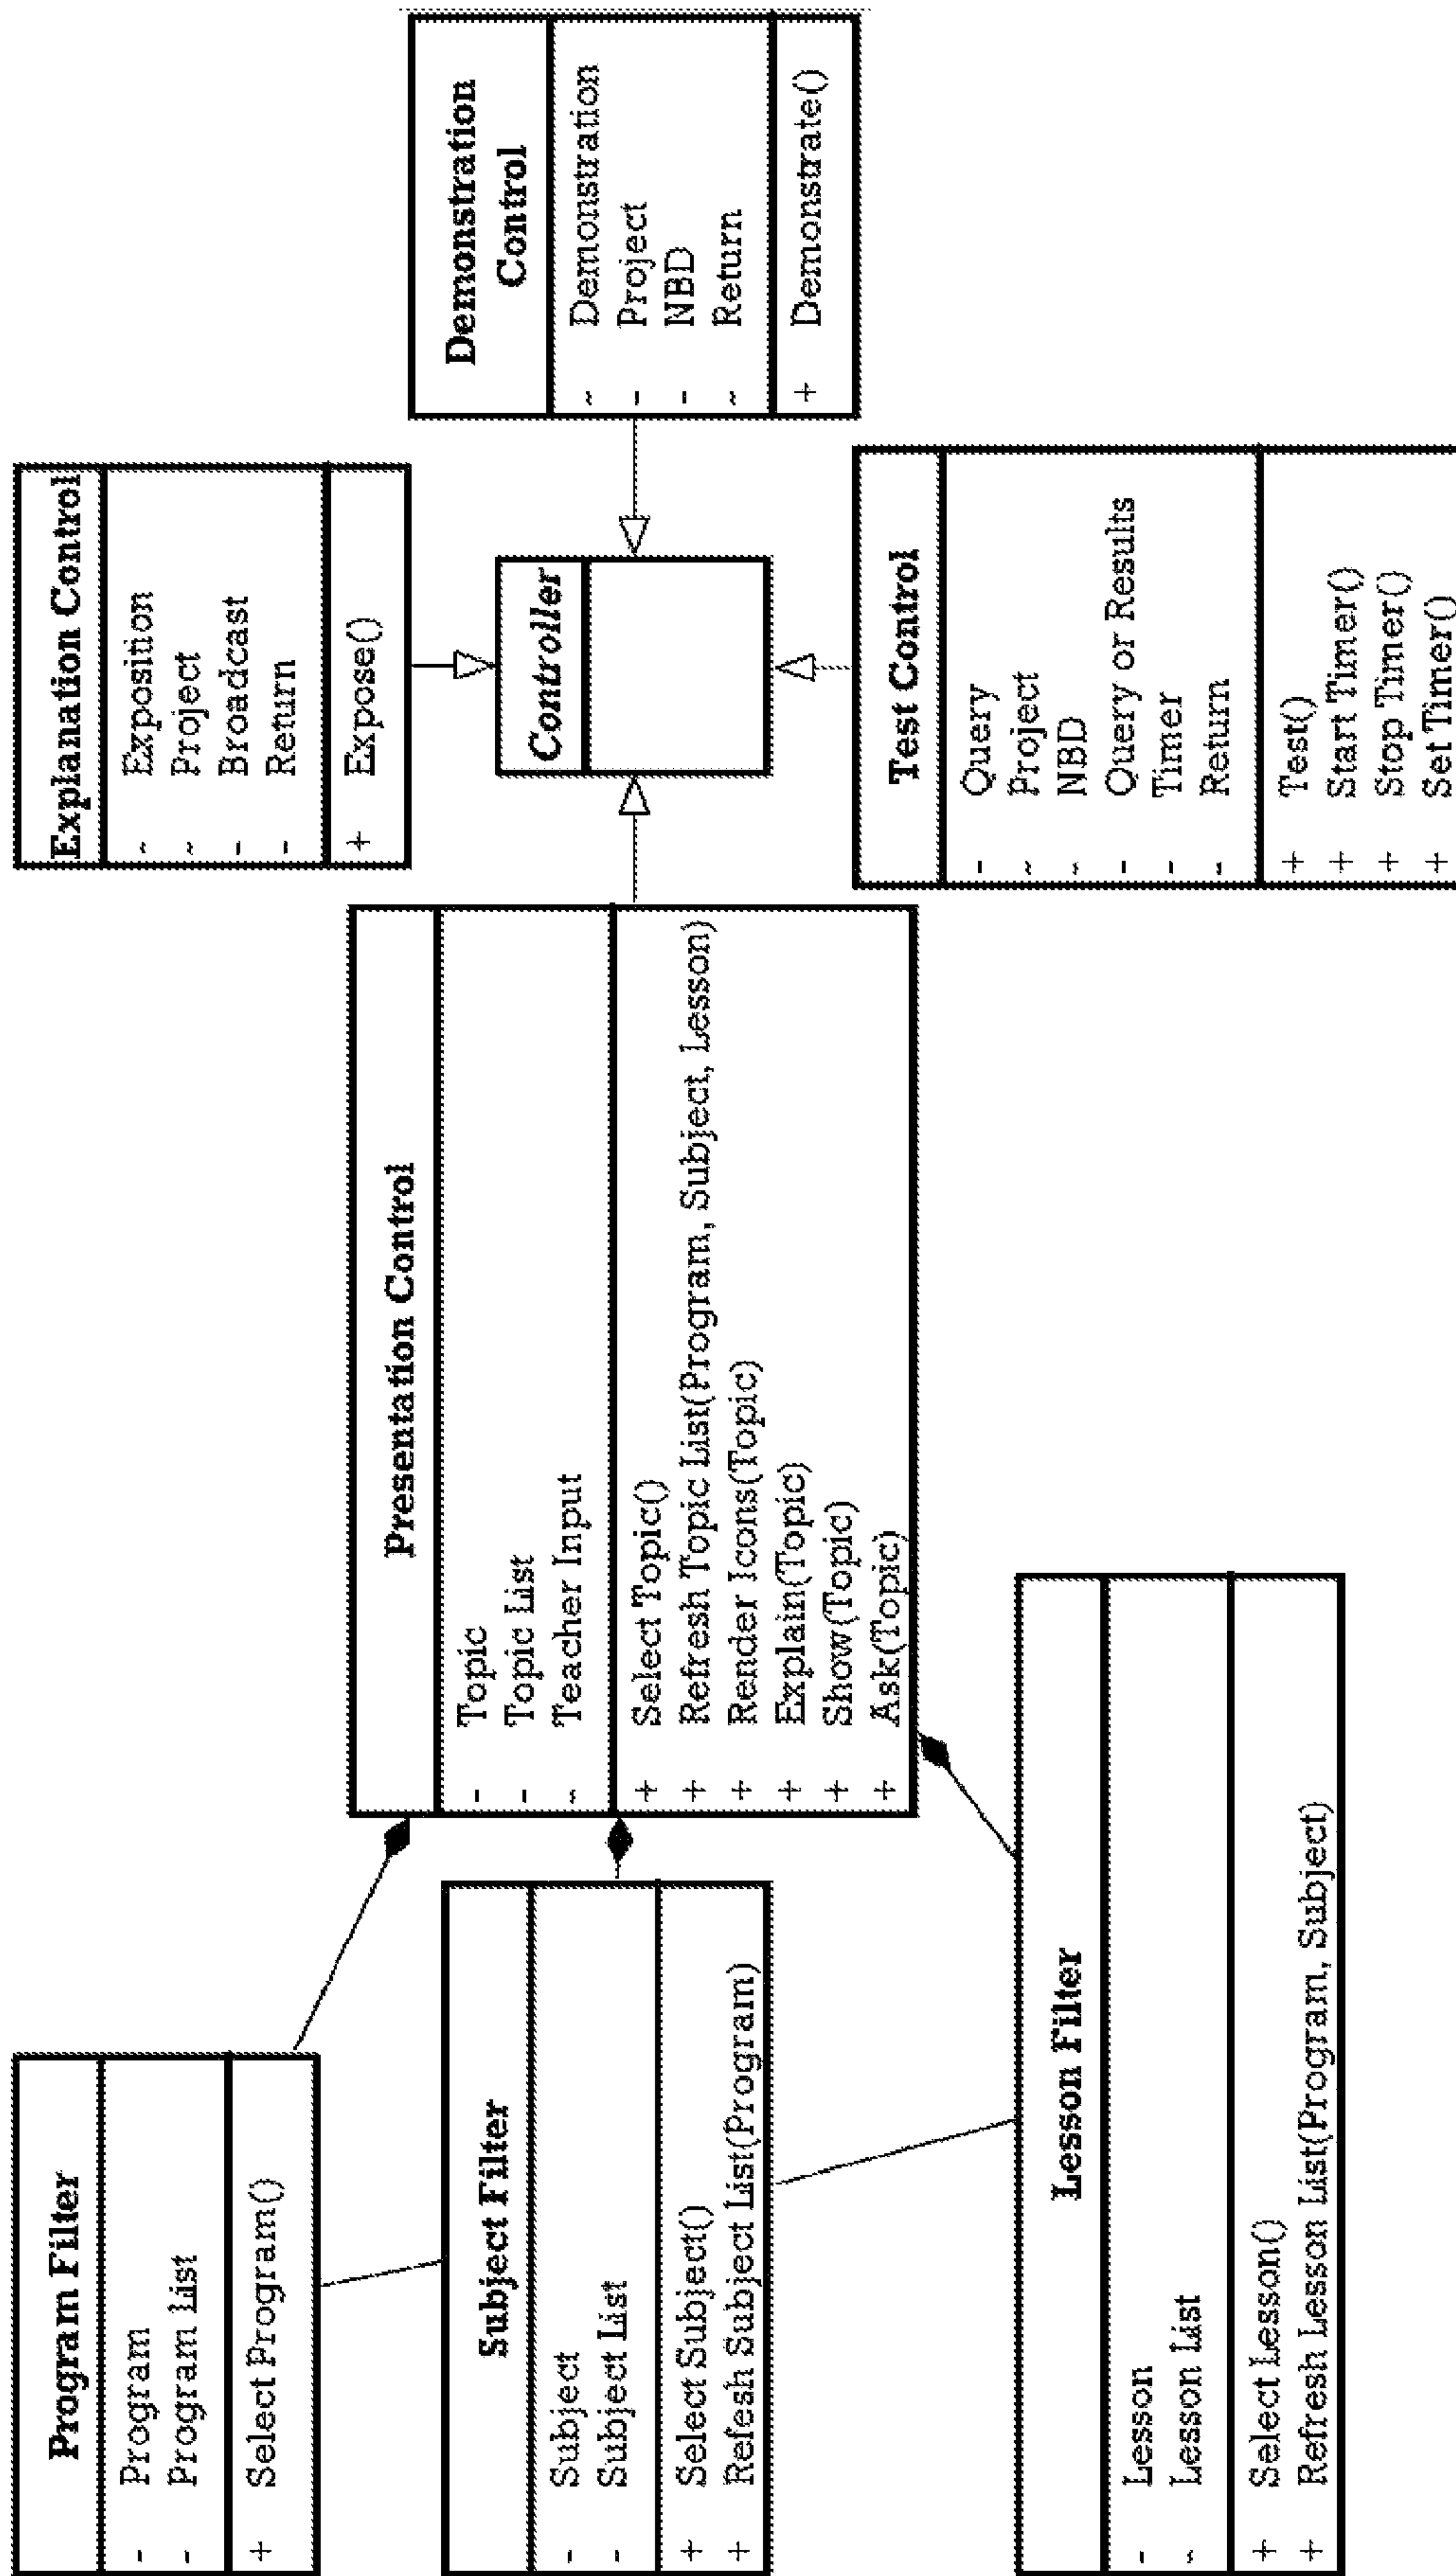 Program Filter
- Program
- Program List
+ Select Program()
Subject Filter
- Subject
- Subject List
+ Select Subject()
+ Refesh Subject List(Program)
Lesson Filter
- Lesson
- Lesson List
+ Select Lesson()
+ Refresh Lesson List(Program, Subject)
Presentation Control
- Topic
- Topic List
- Teacher Input
+ Select Topic()
+ Refresh Topic List(Program, Subject, Lesson)
+ Render Icons(Topic)
+ Explain(Topic)
+ Show(Topic)
+ Ask(Topic)
Explanation Control
- Exposition
- Project
- Broadcast
- Return
+ Expose()
Controller
Test Control
- Query
- Project
- NBD
- Query or Results
- Timer
- Return
+ Test()
+ Start Timer()
+ Stop Timer()
+ Set Timer()
Demonstration
Control
- Demonstration
- Project
- NBD
- Return
+ Demonstrate()